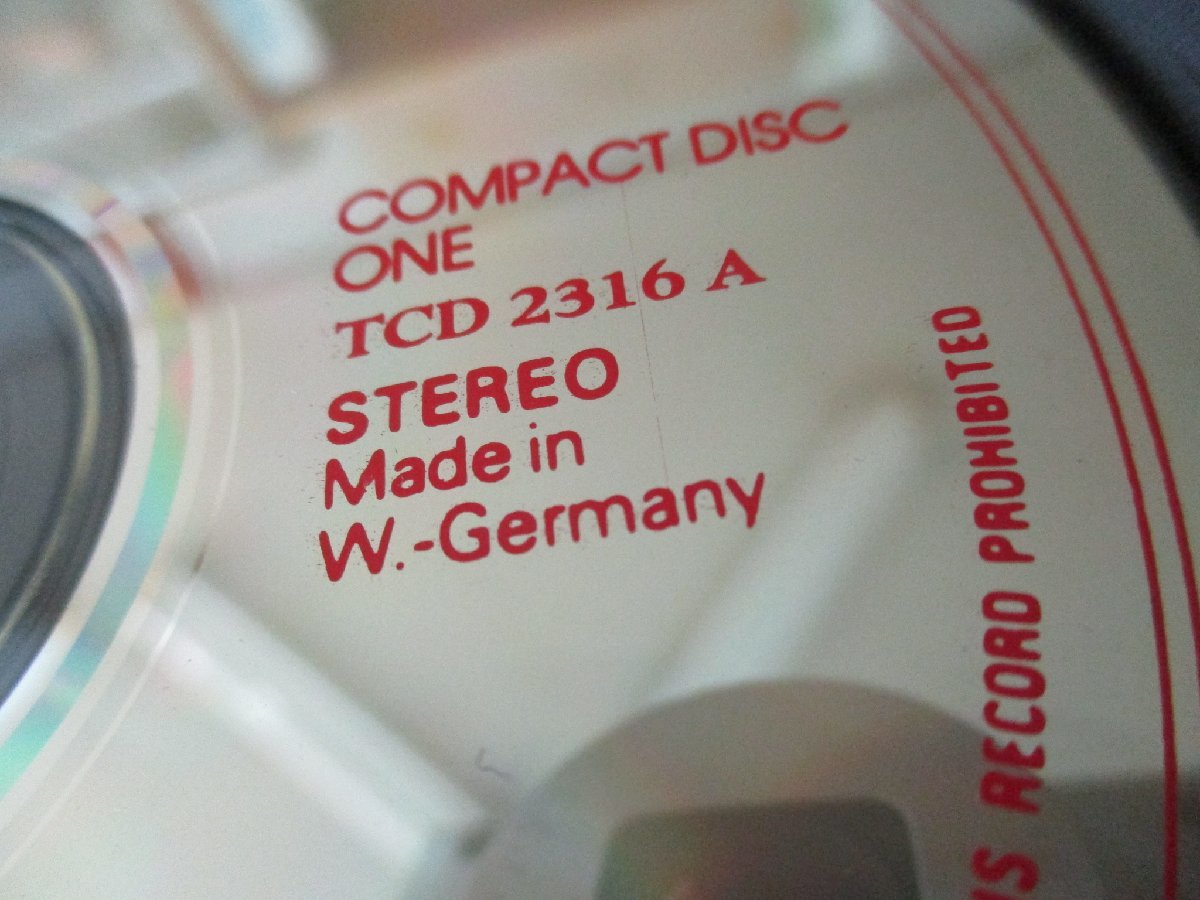 COMPACT DISC
ONE
TCD 2316 A
STEREO
Made in
W.-Germany
RECORD PROHIBITED